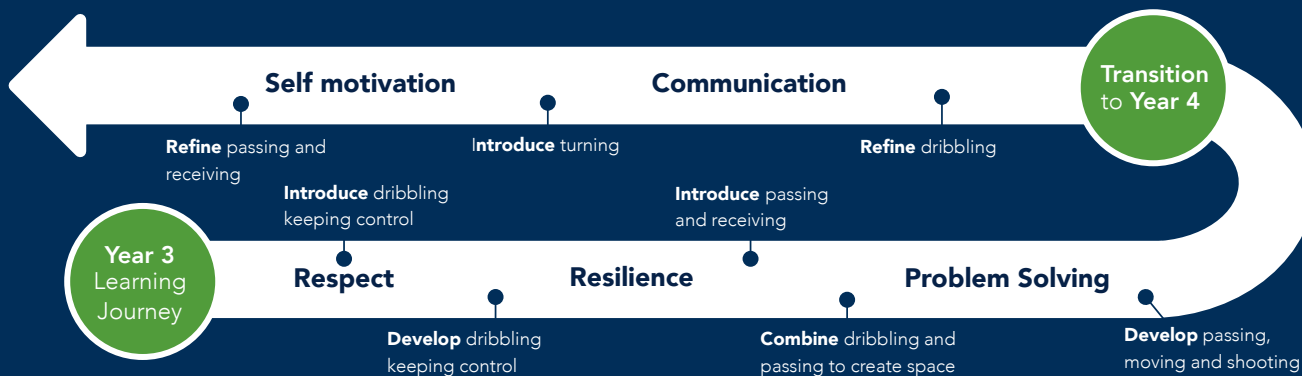 Self motivation
Communication
Transition
to Year 4
Refine passing and
receiving
Introduce turning
Refine dribbling
Introduce dribbling
keeping control
Introduce passing
and receiving
Year 3
Learning
Journey
Respect
Resilience
Problem Solving
Develop dribbling
keeping control
Combine dribbling and
passing to create space
Develop passing,
moving and shooting